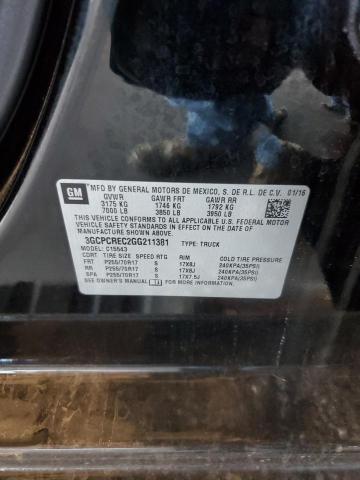 GM
MFD BY GENERAL MOTORS DE MEXICO, S. DE R.L. DE C.V. 01/16
GVWR GAWR FRT GAWR RR
3175 KG 1746 KG 1792 KG
7000 LB 3850 LB 3950 LB
THIS VEHICLE CONFORMS TO ALL APPLICABLE U.S. FEDERAL MOTOR
VEHICLE SAFETY STANDARDS IN EFFECT ON THE DATE OF
MANUFACTURE SHOWN ABOVE.
3GCPCREC2GG211381 TYPE: TRUCK
MODEL: C15543
TIRE SIZE SPEED RTG RIM COLD TIRE PRESSURE
FRT P255/70R17 S 17X8J 240KPA(35PSI)
RR P255/70R17 S 17X8J 240KPA(35PSI)
SPA P255/70R17 S 17X7.5J 240KPA(35PSI)
SEE OWNER'S MANUAL FOR MORE INFORMATION.